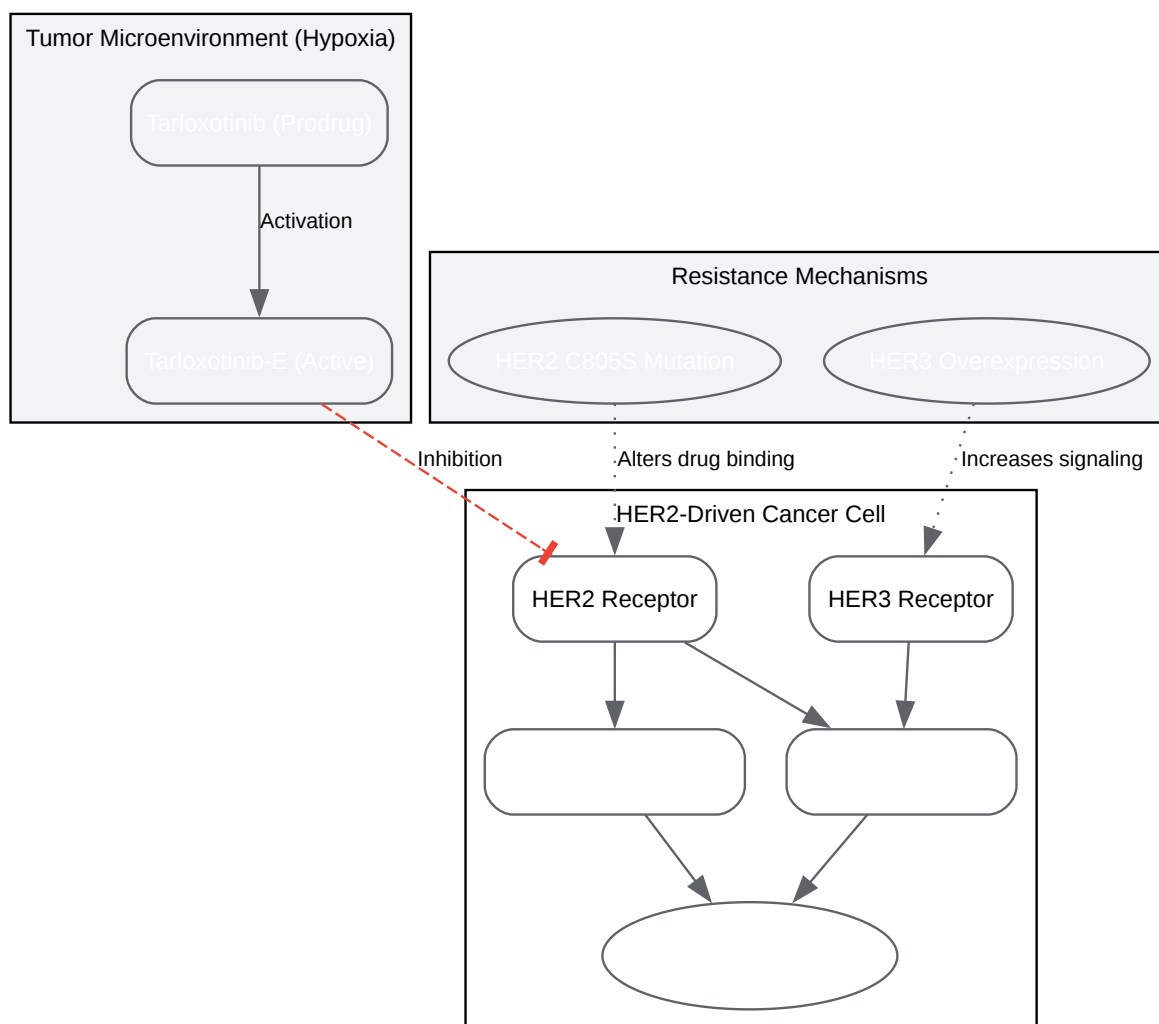 Tumor Microenvironment (Hypoxia)
Tarloxotinib (Prodrug)
Activation
Tarloxotinib-E (Active)
Resistance Mechanisms
HER2 C805S Mutation
HER3 Overexpression
Inhibition
Alters drug binding
Increases signaling
HER2-Driven Cancer Cell
HER2 Receptor
HER3 Receptor